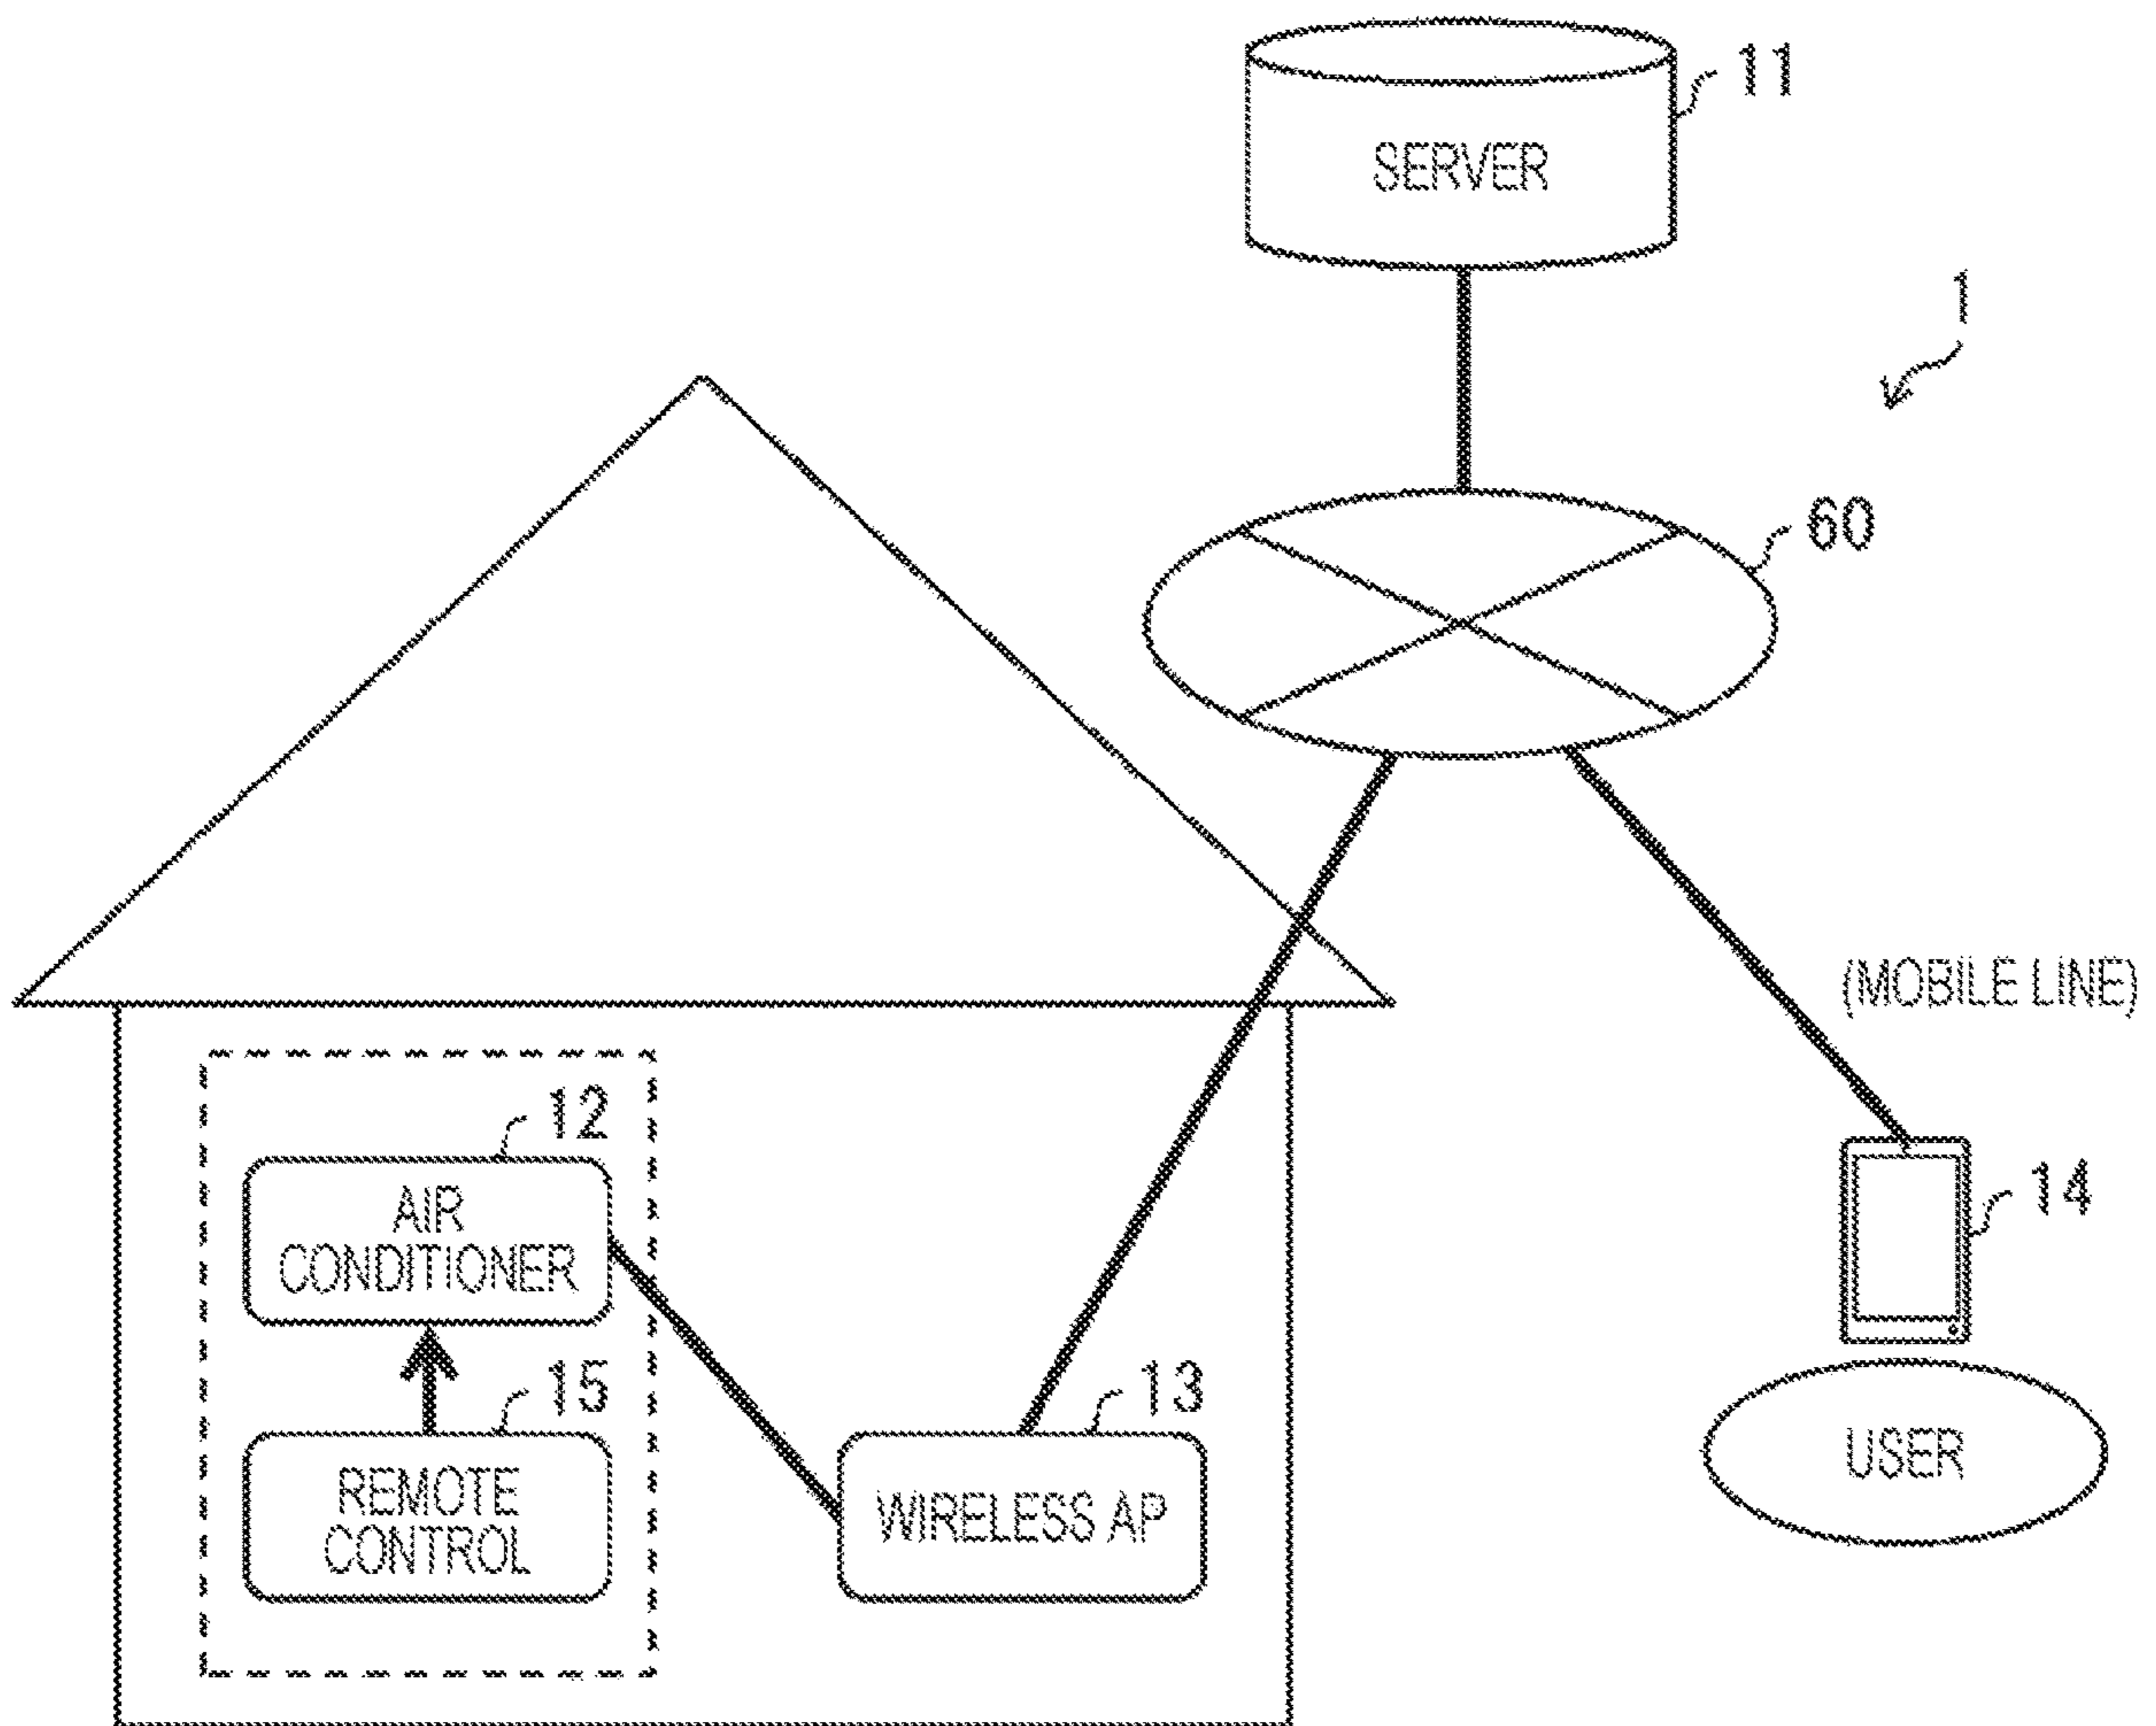 11
SERVER
1
60
(MOBILE LINE)
12
AIR
CONDITIONER
14
15
13
REMOTE
CONTROL
WIRELESS AP
USER